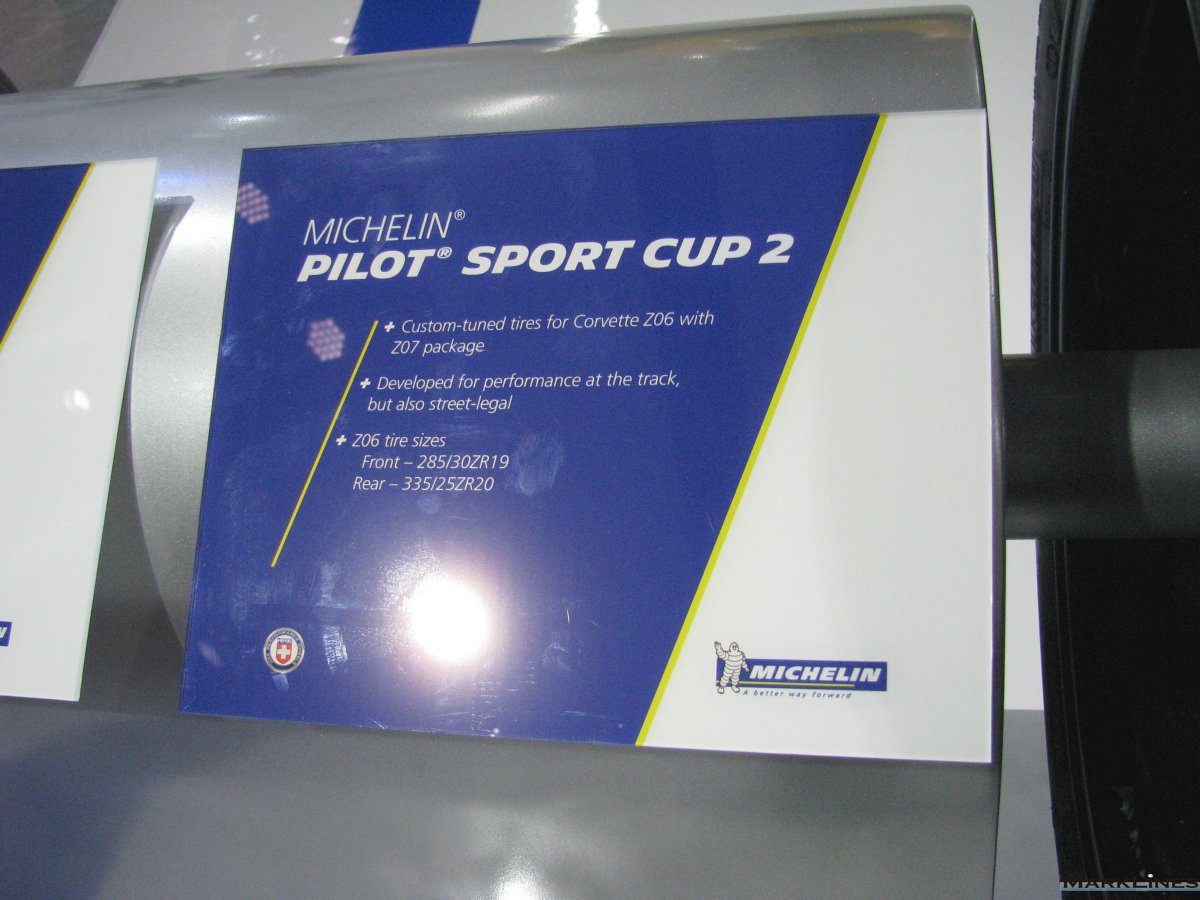 MICHELIN®
PILOT® SPORT CUP 2
+ Custom-tuned tires for Corvette Z06 with
Z07 package
+ Developed for performance at the track,
but also street-legal
+ Z06 tire sizes
Front – 285/30ZR19
Rear – 335/25ZR20
MICHELIN
A better way forward
MARKLINES